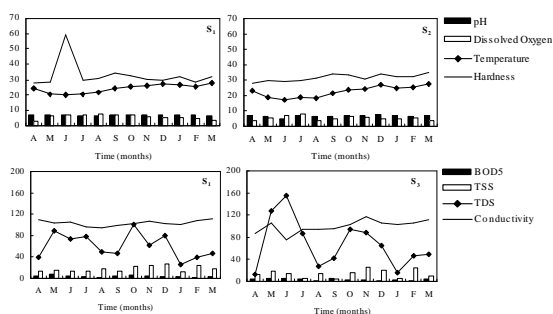 S1
70
60
50
40
30
20
10
0
A M J J A S O N D J F M
Time (months)
S2
70
60
50
40
30
20
10
0
A M J J A S O N D J F M
Time (months)
pH
Dissolved Oxygen
Temperature
Hardness
S1
200
160
120
80
40
0
A M J J A S O N D J F M
Time (months)
S3
200
160
120
80
40
0
A M J J A S O N D J F M
Time (months)
BOD5
TSS
TDS
Conductivity